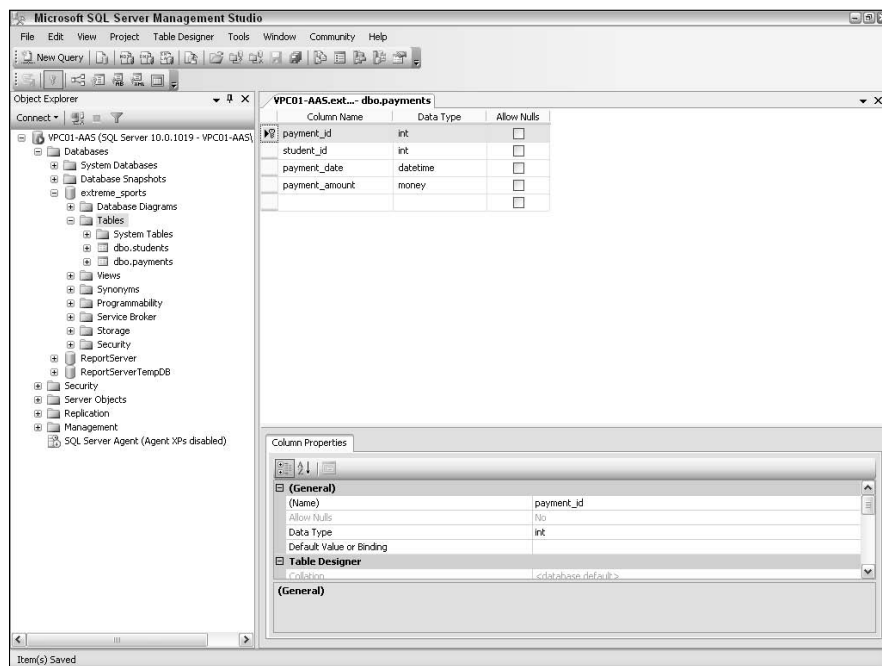 Microsoft SQL Server Management Studio
File Edit View Project Table Designer Tools Window Community Help
New Query
Object Explorer
Connect
VPC01-AAS (SQL Server 10.0.1019 - VPC01-AAS\
Databases
System Databases
Database Snapshots
extreme_sports
Database Diagrams
Tables
System Tables
dbo.students
dbo.payments
Views
Synonyms
Programmability
Service Broker
Storage
Security
ReportServer
ReportServerTempDB
Security
Server Objects
Replication
Management
SQL Server Agent (Agent XPs disabled)
VPC01-AAS.ext...- dbo.payments
Column Name Data Type Allow Nulls
payment_id int
student_id int
payment_date datetime
payment_amount money
Column Properties
(General)
(Name) payment_id
Allow Nulls No
Data Type int
Default Value or Binding
Table Designer
Collation <database default>
(General)
Item(s) Saved